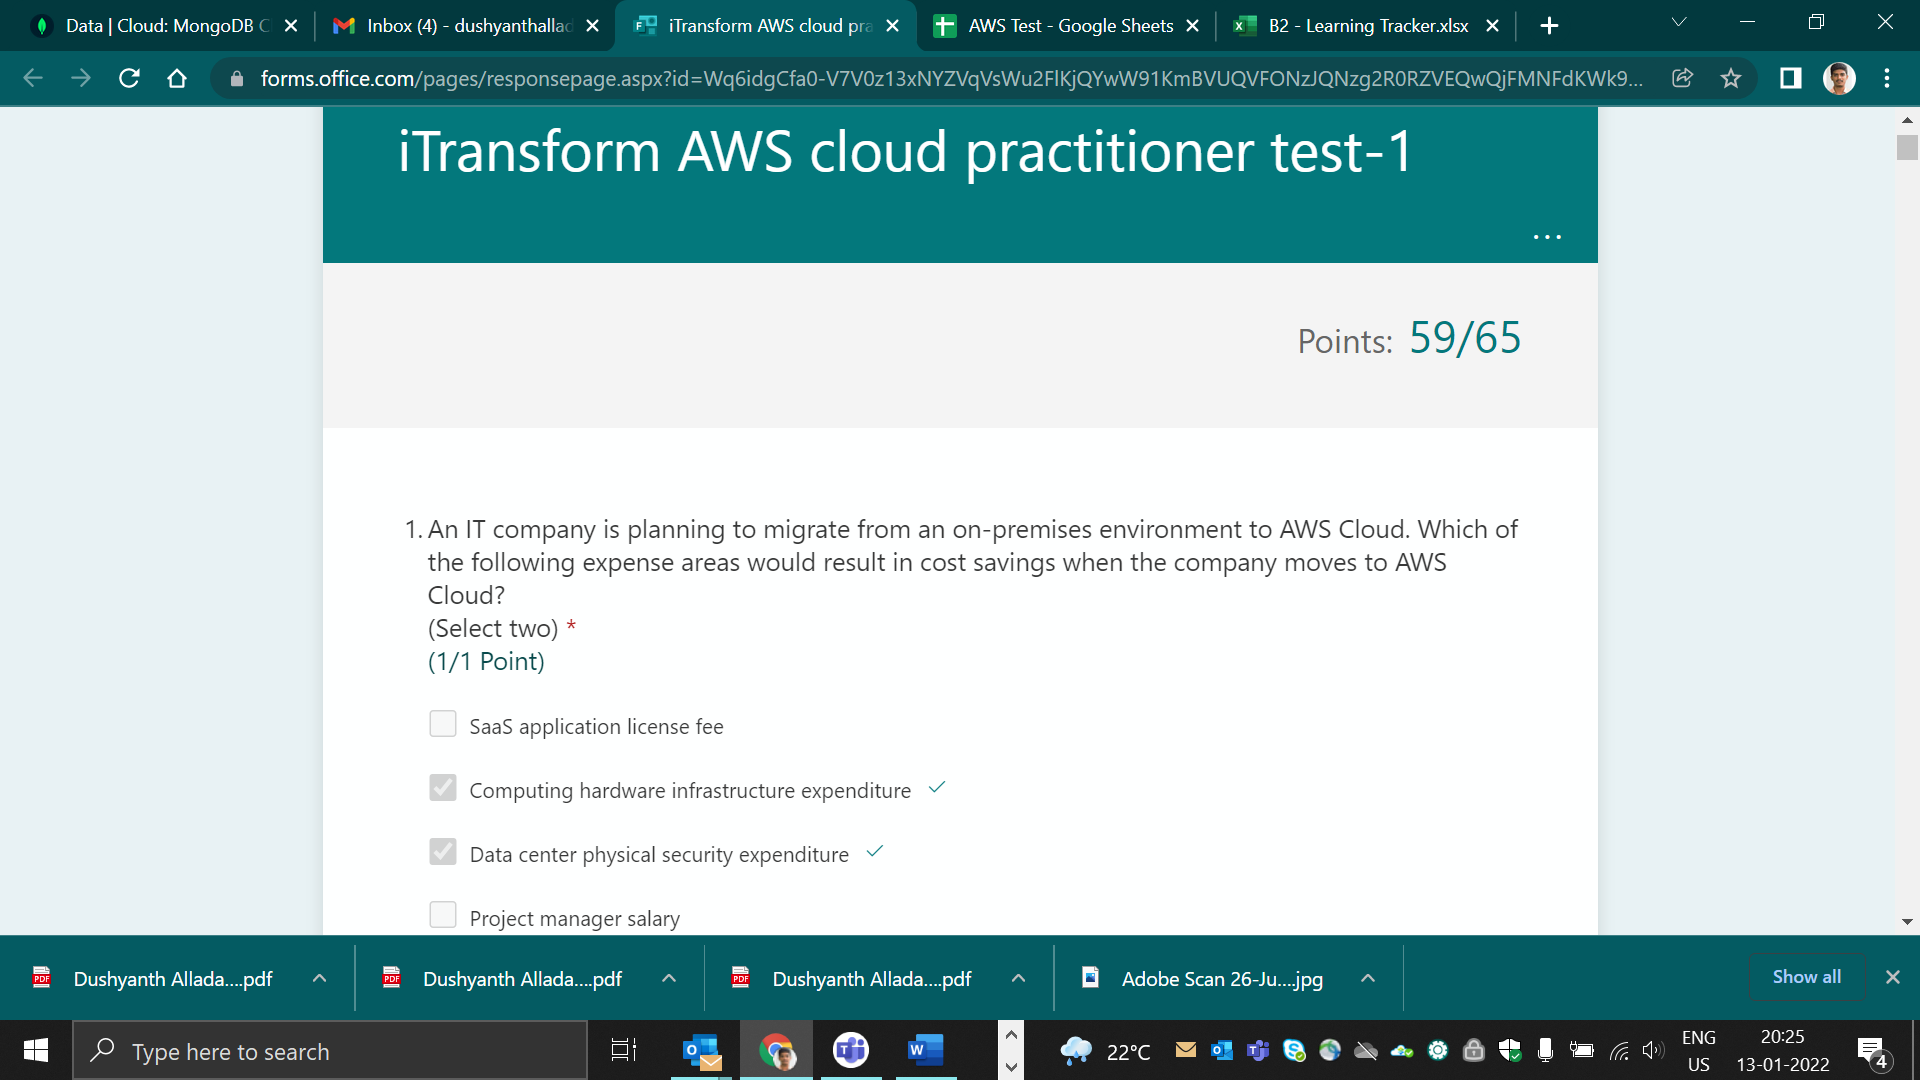 Data | Cloud: MongoDB C
Inbox (4) - dushyanthallad
iTransform AWS cloud pra
AWS Test - Google Sheets
B2 - Learning Tracker.xlsx
forms.office.com/pages/responsepage.aspx?id=Wq6idgCfa0-V7V0z13xNYZVqVsWu2FlKjQYwW91KmBVUQVFONzJQNzg2R0RZVEQwQjFMNFdKWk9...
iTransform AWS cloud practitioner test-1
...
Points: 59/65
1. An IT company is planning to migrate from an on-premises environment to AWS Cloud. Which of
the following expense areas would result in cost savings when the company moves to AWS
Cloud?
(Select two) *
(1/1 Point)
SaaS application license fee
Computing hardware infrastructure expenditure
Data center physical security expenditure
Project manager salary
Dushyanth Allada....pdf
Dushyanth Allada....pdf
Dushyanth Allada....pdf
Adobe Scan 26-Ju....jpg
Show all
Type here to search
22°C
ENG
US
20:25
13-01-2022
4